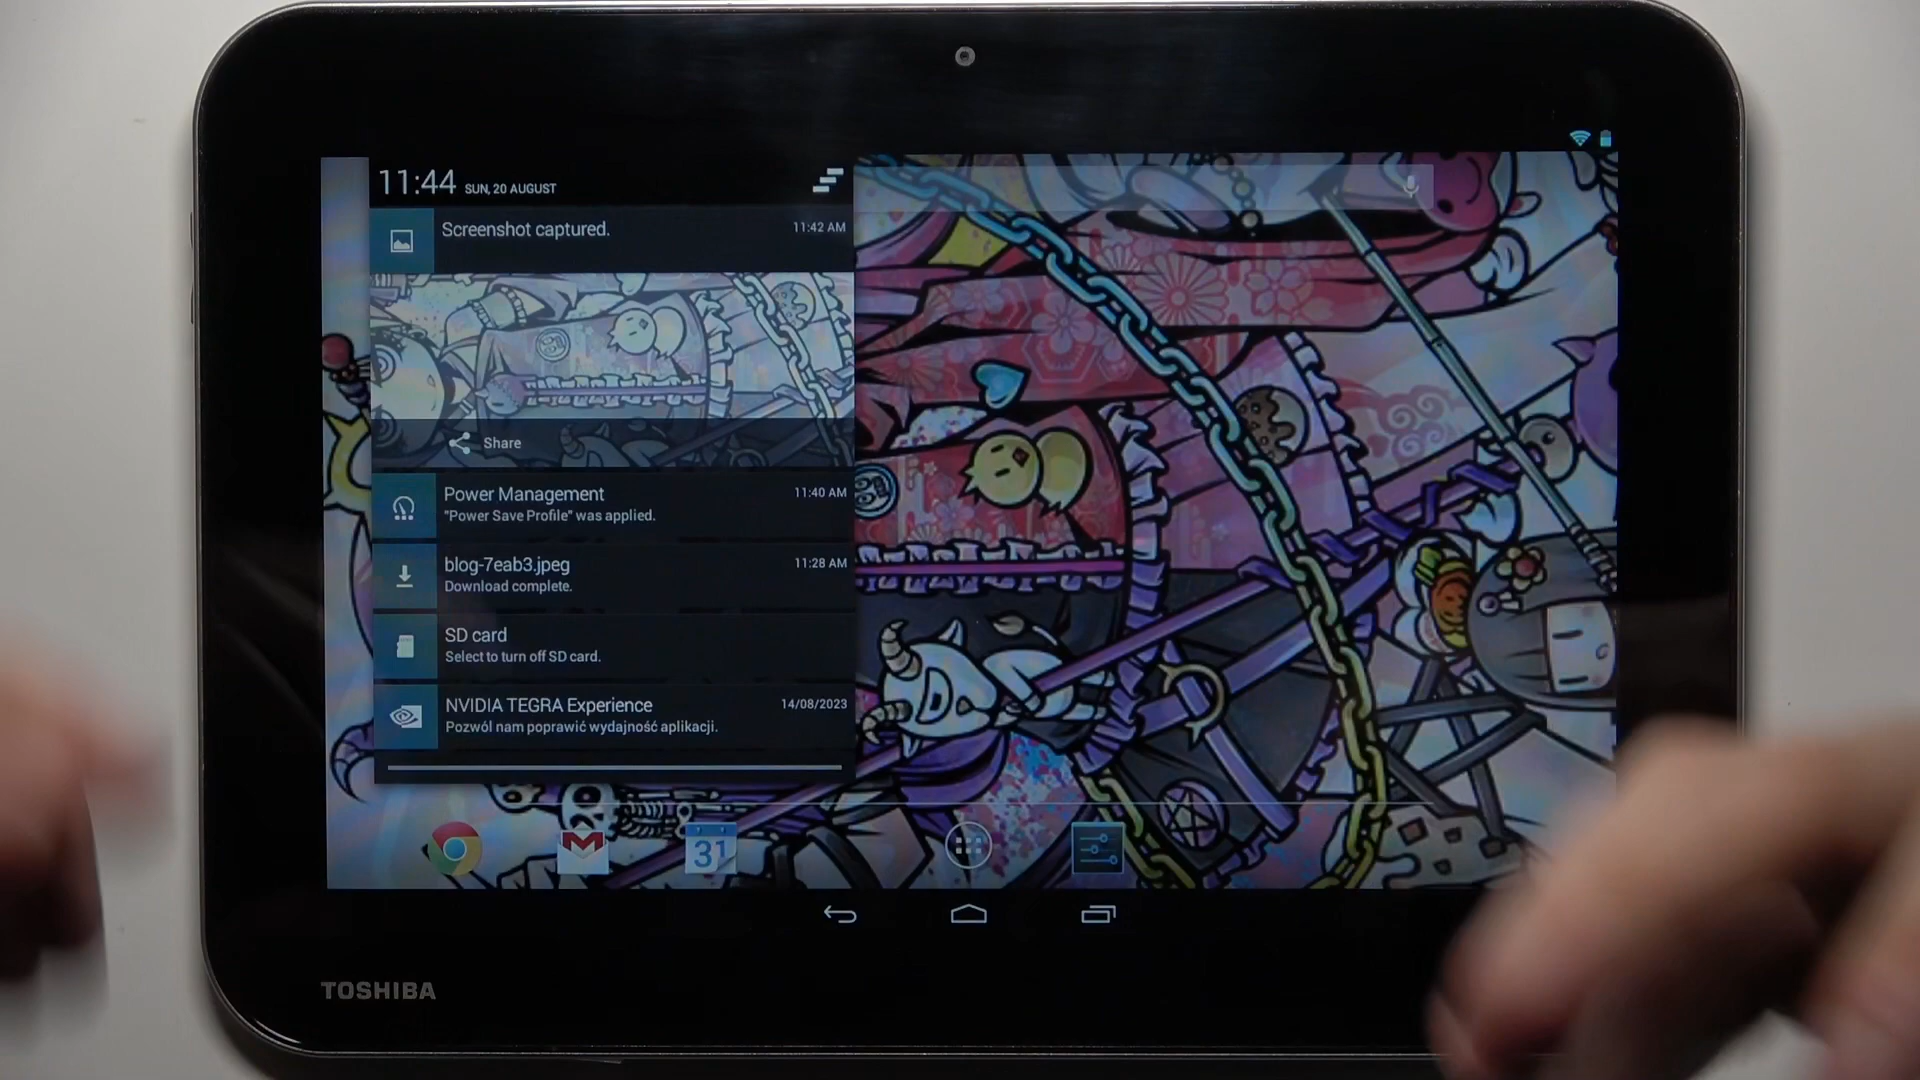 11:44 SUN, 20 AUGUST
Screenshot captured.
11:42 AM
Share
Power Management
11:40 AM
"Power Save Profile" was applied.
blog-7eab3.jpeg
11:28 AM
Download complete.
SD card
Select to turn off SD card.
NVIDIA TEGRA Experience
14/08/2023
Pozwól nam poprawić wydajność aplikacji.
31
TOSHIBA